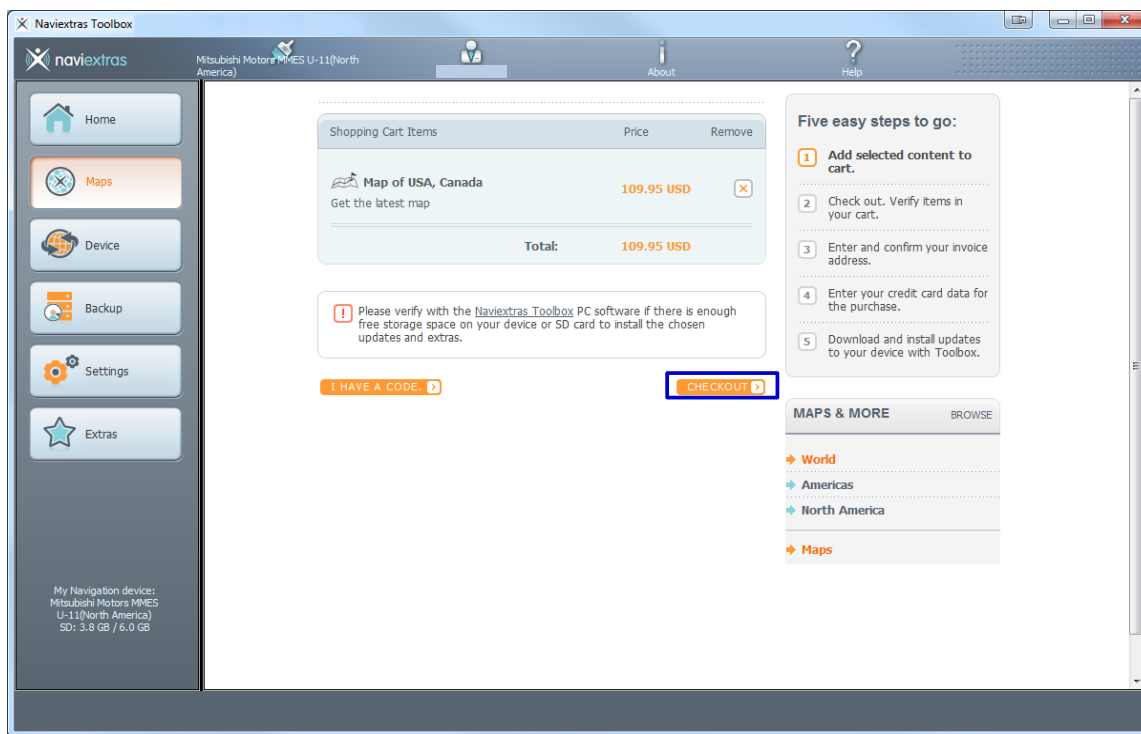 Naviextras Toolbox
naviextras
Mitsubishi Motors MMES U-11(North
America)
About
Help
Home
Maps
Device
Backup
Settings
Extras
My Navigation device:
Mitsubishi Motors MMES
U-11(North America)
SD: 3.8 GB / 6.0 GB
Shopping Cart Items Price Remove
Map of USA, Canada 109.95 USD
Get the latest map
Total: 109.95 USD
Please verify with the Naviextras Toolbox PC software if there is enough
free storage space on your device or SD card to install the chosen
updates and extras.
I HAVE A CODE.
CHECKOUT
Five easy steps to go:
1 Add selected content to
cart.
2 Check out. Verify items in
your cart.
3 Enter and confirm your invoice
address.
4 Enter your credit card data for
the purchase.
5 Download and install updates
to your device with Toolbox.
MAPS & MORE BROWSE
World
Americas
North America
Maps